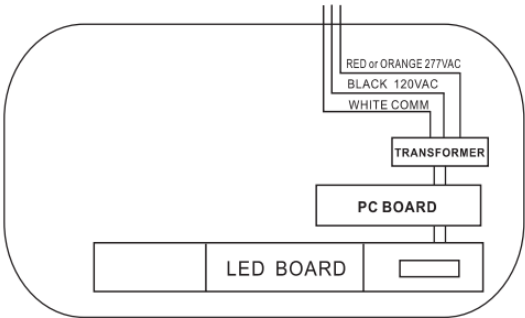 RED or ORANGE 277VAC
BLACK 120VAC
WHITE COMM
TRANSFORMER
PC BOARD
LED BOARD